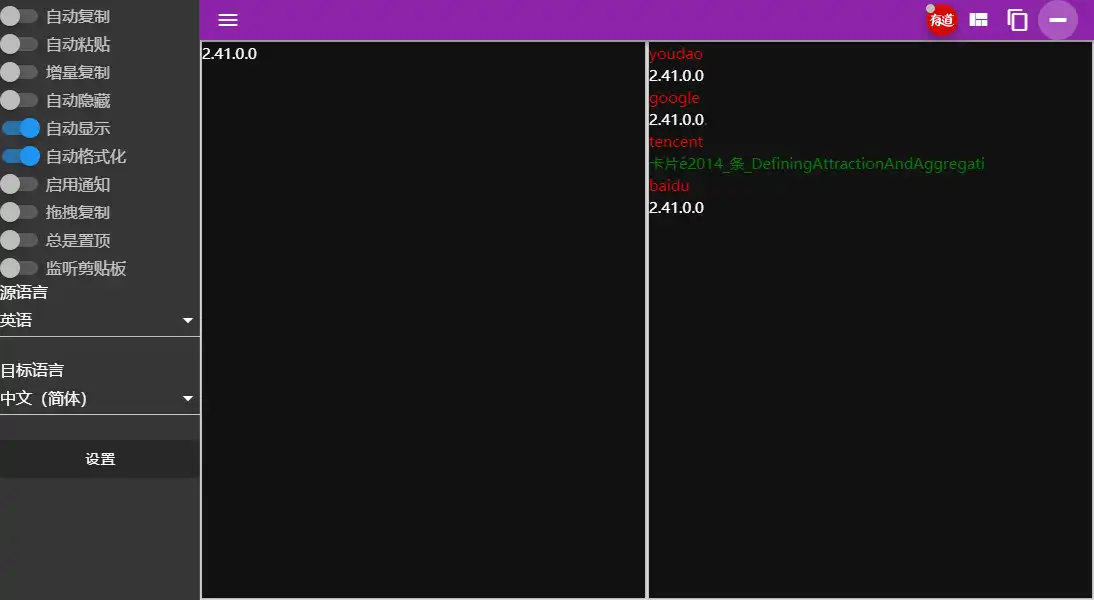 自动复制
自动粘贴
增量复制
自动隐藏
自动显示
自动格式化
启用通知
拖拽复制
总是置顶
监听剪贴板
源语言
英语
目标语言
中文（简体）
设置
有道
2.41.0.0
youdao
2.41.0.0
google
2.41.0.0
tencent
卡片é2014_条_DefiningAttractionAndAggregati
baidu
2.41.0.0